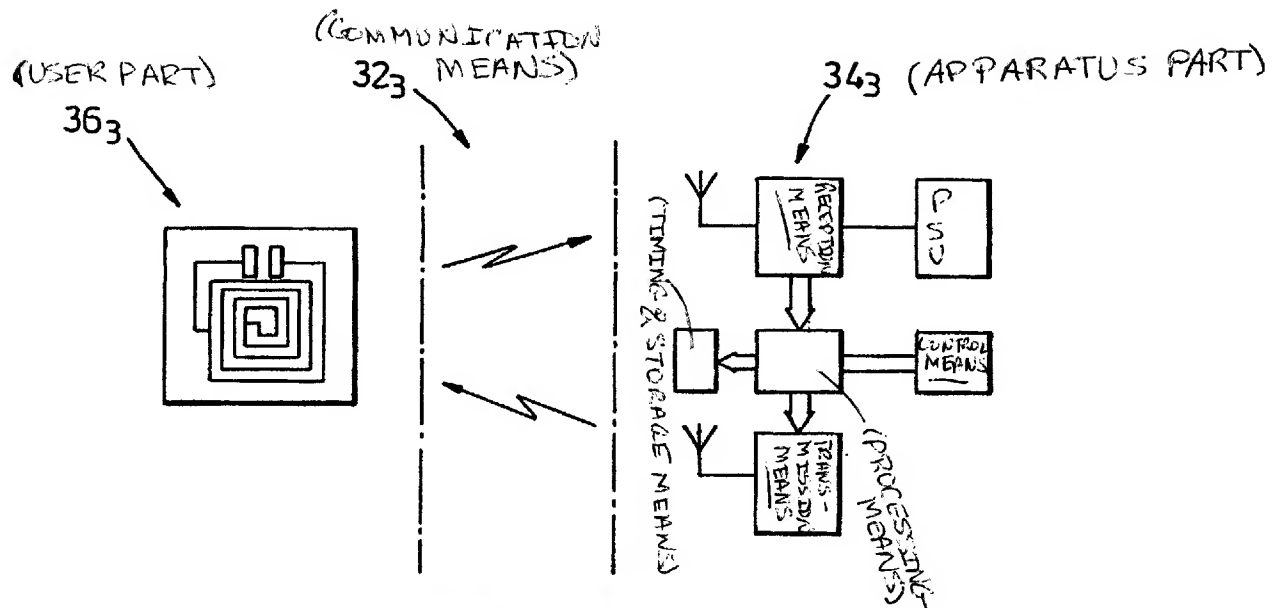 (USER PART)
36₃
(COMMUNICATION
32₃ MEANS)
34₃ (APPARATUS PART)
RECEPTION
MEANS
PSU
(TIMING & STORAGE MEANS)
CONTROL
MEANS
TRANS-
MISSION
MEANS
(PROCESSING
MEANS)